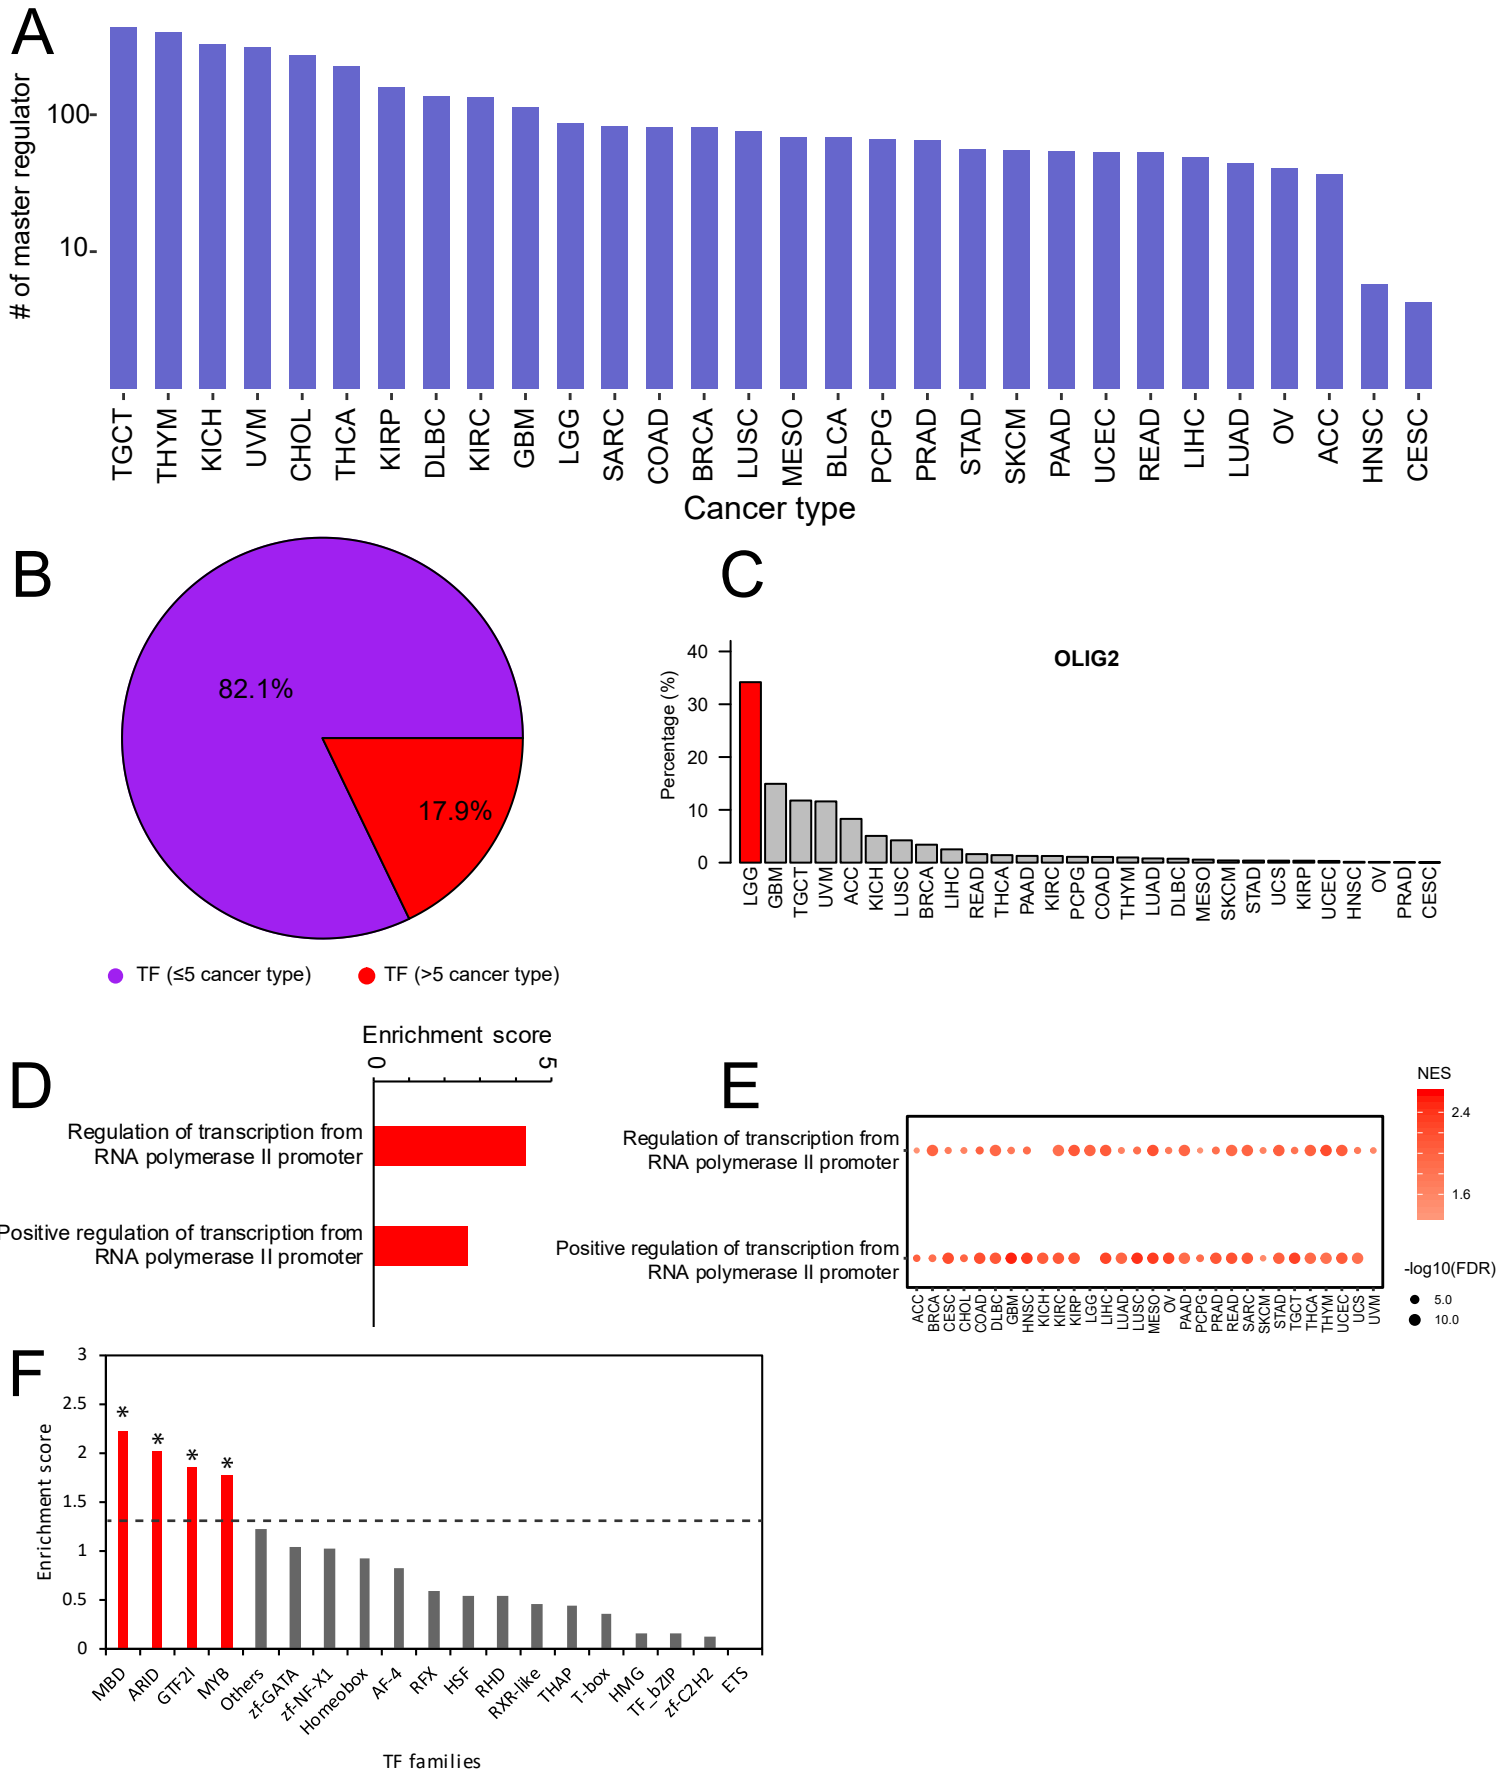 A
# of master regulator
100
10
TGCT
THYM
KICH
UVM
CHOL
THCA
KIRP
DLBC
KIRC
GBM
LGG
SARC
COAD
BRCA
LUSC
MESO
BLCA
PCPG
PRAD
STAD
SKCM
PAAD
UCEC
READ
LIHC
LUAD
OV
ACC
HNSC
CESC
Cancer type
B
82.1%
17.9%
TF (≤5 cancer type)
TF (>5 cancer type)
C
OLIG2
Percentage (%)
40
30
20
10
0
LGG
GBM
TGCT
UVM
ACC
KICH
LUSC
BRCA
LIHC
READ
THCA
PAAD
KIRC
PCPG
COAD
THYM
LUAD
DLBC
MESO
SKCM
STAD
UCS
KIRP
UCEC
HNSC
OV
PRAD
CESC
D
Enrichment score
0
5
Regulation of transcription from
RNA polymerase II promoter
Positive regulation of transcription from
RNA polymerase II promoter
E
Regulation of transcription from
RNA polymerase II promoter
Positive regulation of transcription from
RNA polymerase II promoter
ACC
BRCA
CESC
CHOL
COAD
DLBC
GBM
HNSC
KICH
KIRC
KIRP
LGG
LIHC
LUAD
LUSC
MESO
OV
PAAD
PCPG
PRAD
READ
SARC
SKCM
STAD
TGCT
THCA
THYM
UCEC
UCS
UVM
NES
2.4
1.6
-log10(FDR)
5.0
10.0
F
Enrichment score
3
2.5
2
1.5
1
0.5
0
*
*
*
*
MBD
ARID
GTF2I
MYB
Others
zf-GATA
zf-NF-X1
Homeobox
AF-4
RFX
HSF
RHD
RXR-like
THAP
T-box
HMG
TF_bZIP
zf-C2H2
ETS
TF families